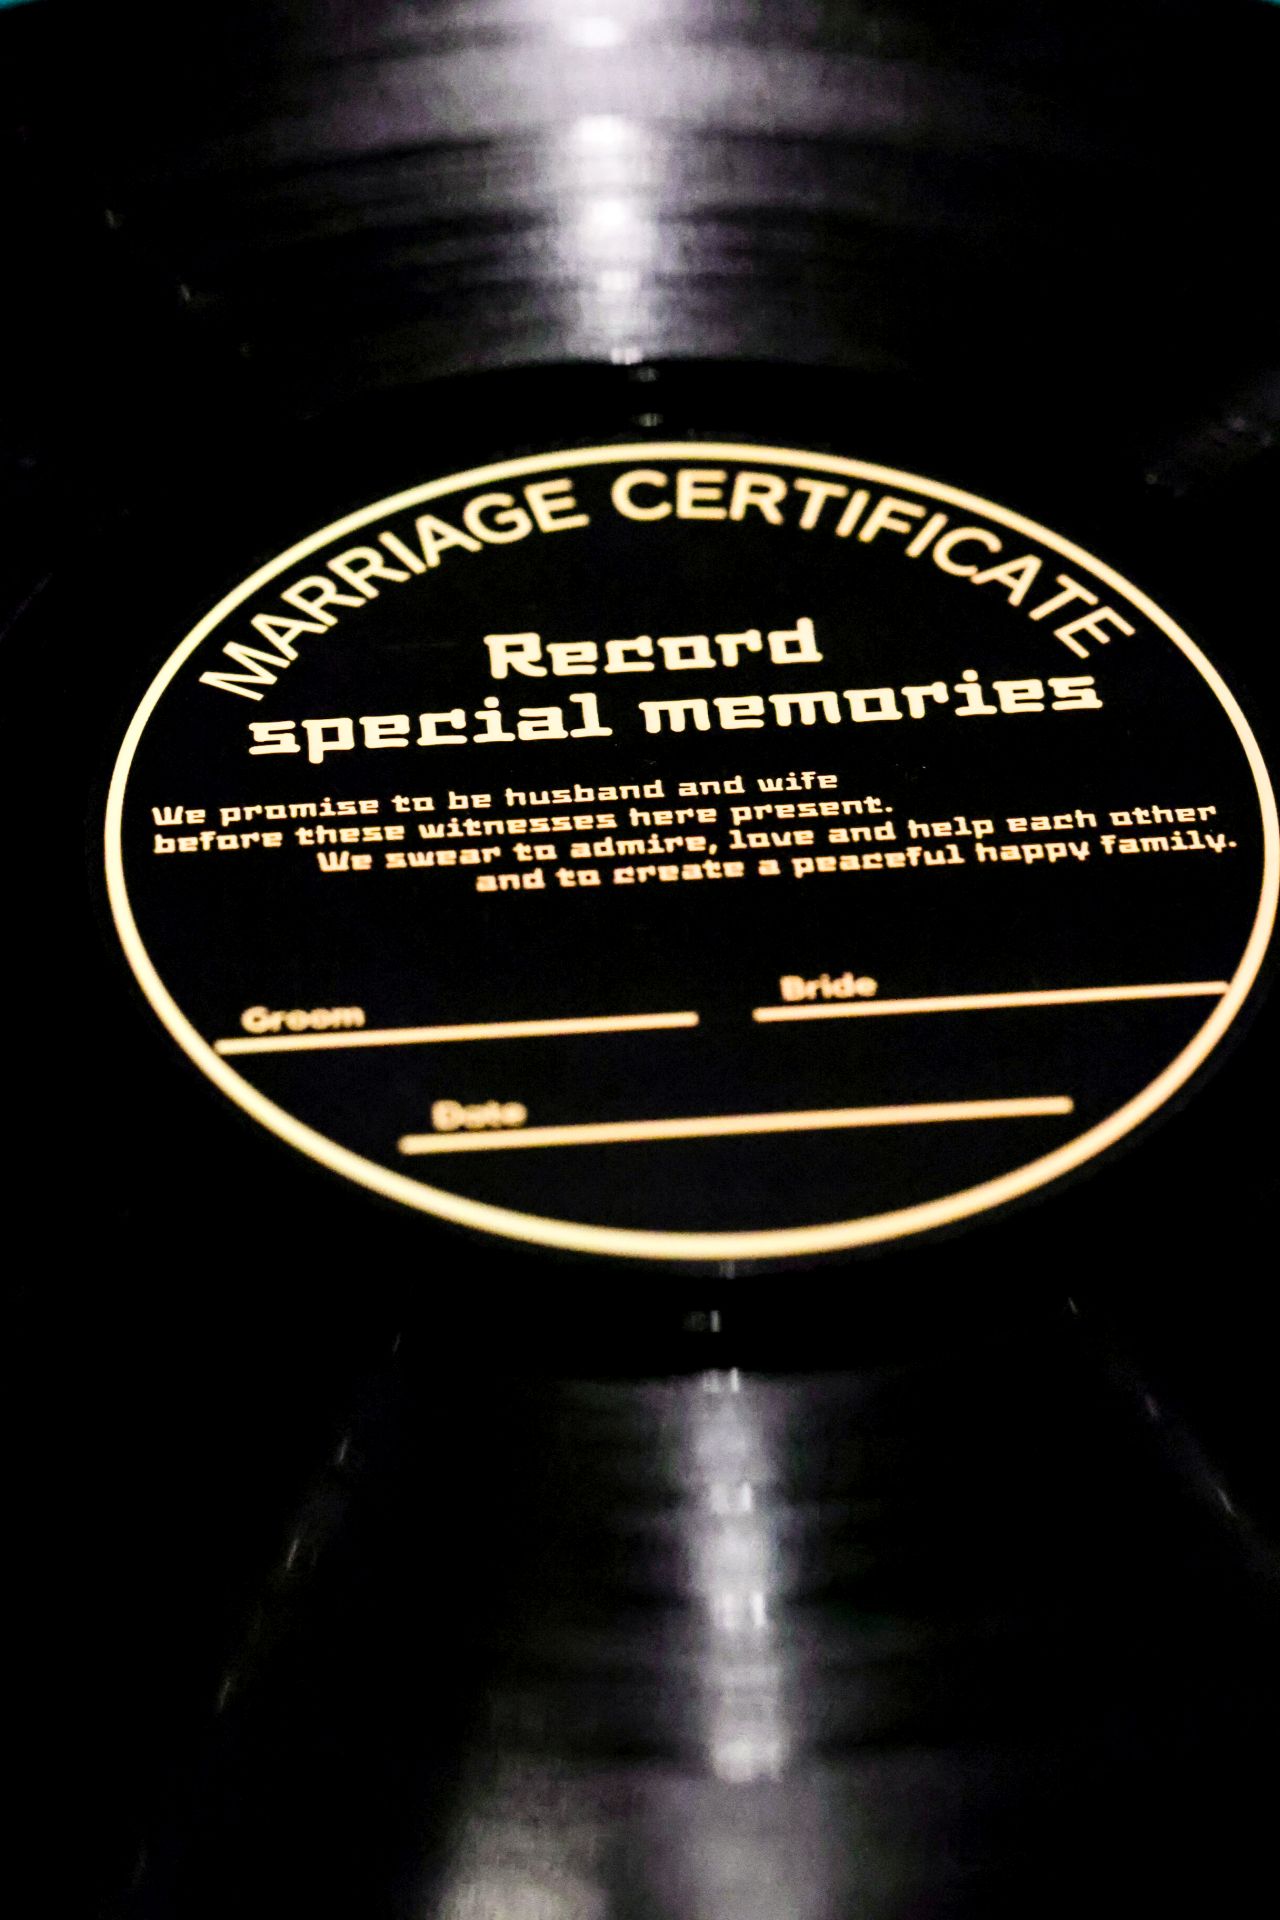 MARRIAGE CERTIFICATE
Record
special memories
We promise to be husband and wife
before these witnesses here present.
We swear to admire, love and help each other
and to create a peaceful happy family.
Groom
Bride
Date